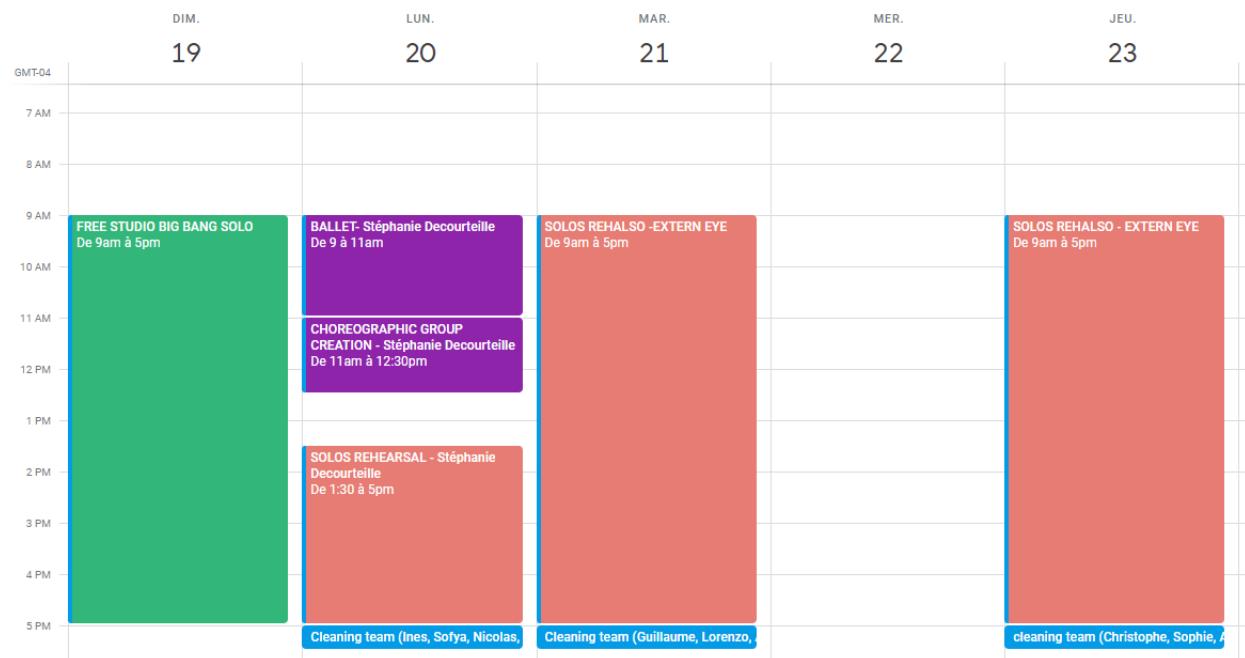 DIM.
LUN.
MAR.
MER.
JEU.
19
20
21
22
23
GMT-04
7 AM
8 AM
9 AM
10 AM
11 AM
12 PM
1 PM
2 PM
3 PM
4 PM
5 PM
FREE STUDIO BIG BANG SOLO
De 9am à 5pm
BALLET- Stéphanie Decourteille
De 9 à 11am
CHOREOGRAPHIC GROUP
CREATION - Stéphanie Decourteille
De 11am à 12:30pm
SOLOS REHEARSAL - Stéphanie
Decourteille
De 1:30 à 5pm
Cleaning team (Ines, Sofya, Nicolas,
SOLOS REHALSO -EXTERN EYE
De 9am à 5pm
Cleaning team (Guillaume, Lorenzo,
SOLOS REHALSO - EXTERN EYE
De 9am à 5pm
cleaning team (Christophe, Sophie,